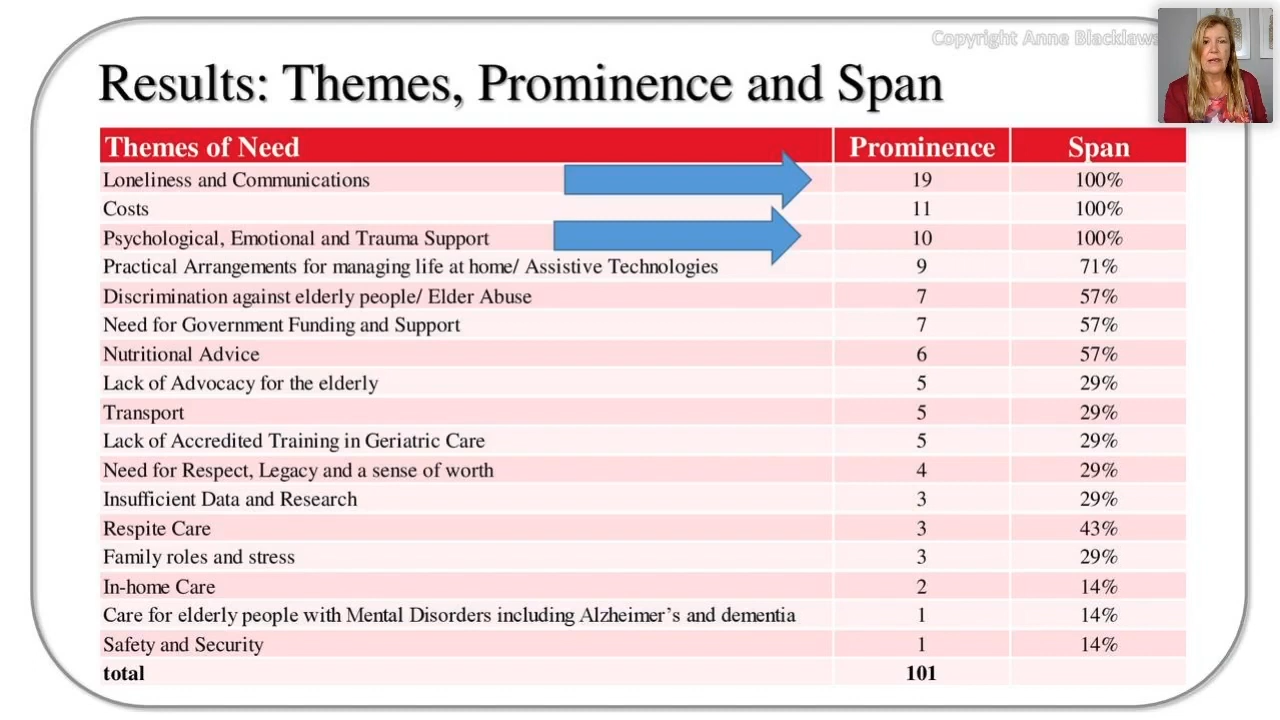 Copyright Anne Blacklaws
Results: Themes, Prominence and Span
Themes of Need Prominence Span
Loneliness and Communications 19 100%
Costs 11 100%
Psychological, Emotional and Trauma Support 10 100%
Practical Arrangements for managing life at home/ Assistive Technologies 9 71%
Discrimination against elderly people/ Elder Abuse 7 57%
Need for Government Funding and Support 7 57%
Nutritional Advice 6 57%
Lack of Advocacy for the elderly 5 29%
Transport 5 29%
Lack of Accredited Training in Geriatric Care 5 29%
Need for Respect, Legacy and a sense of worth 4 29%
Insufficient Data and Research 3 29%
Respite Care 3 43%
Family roles and stress 3 29%
In-home Care 2 14%
Care for elderly people with Mental Disorders including Alzheimer’s and dementia 1 14%
Safety and Security 1 14%
total 101